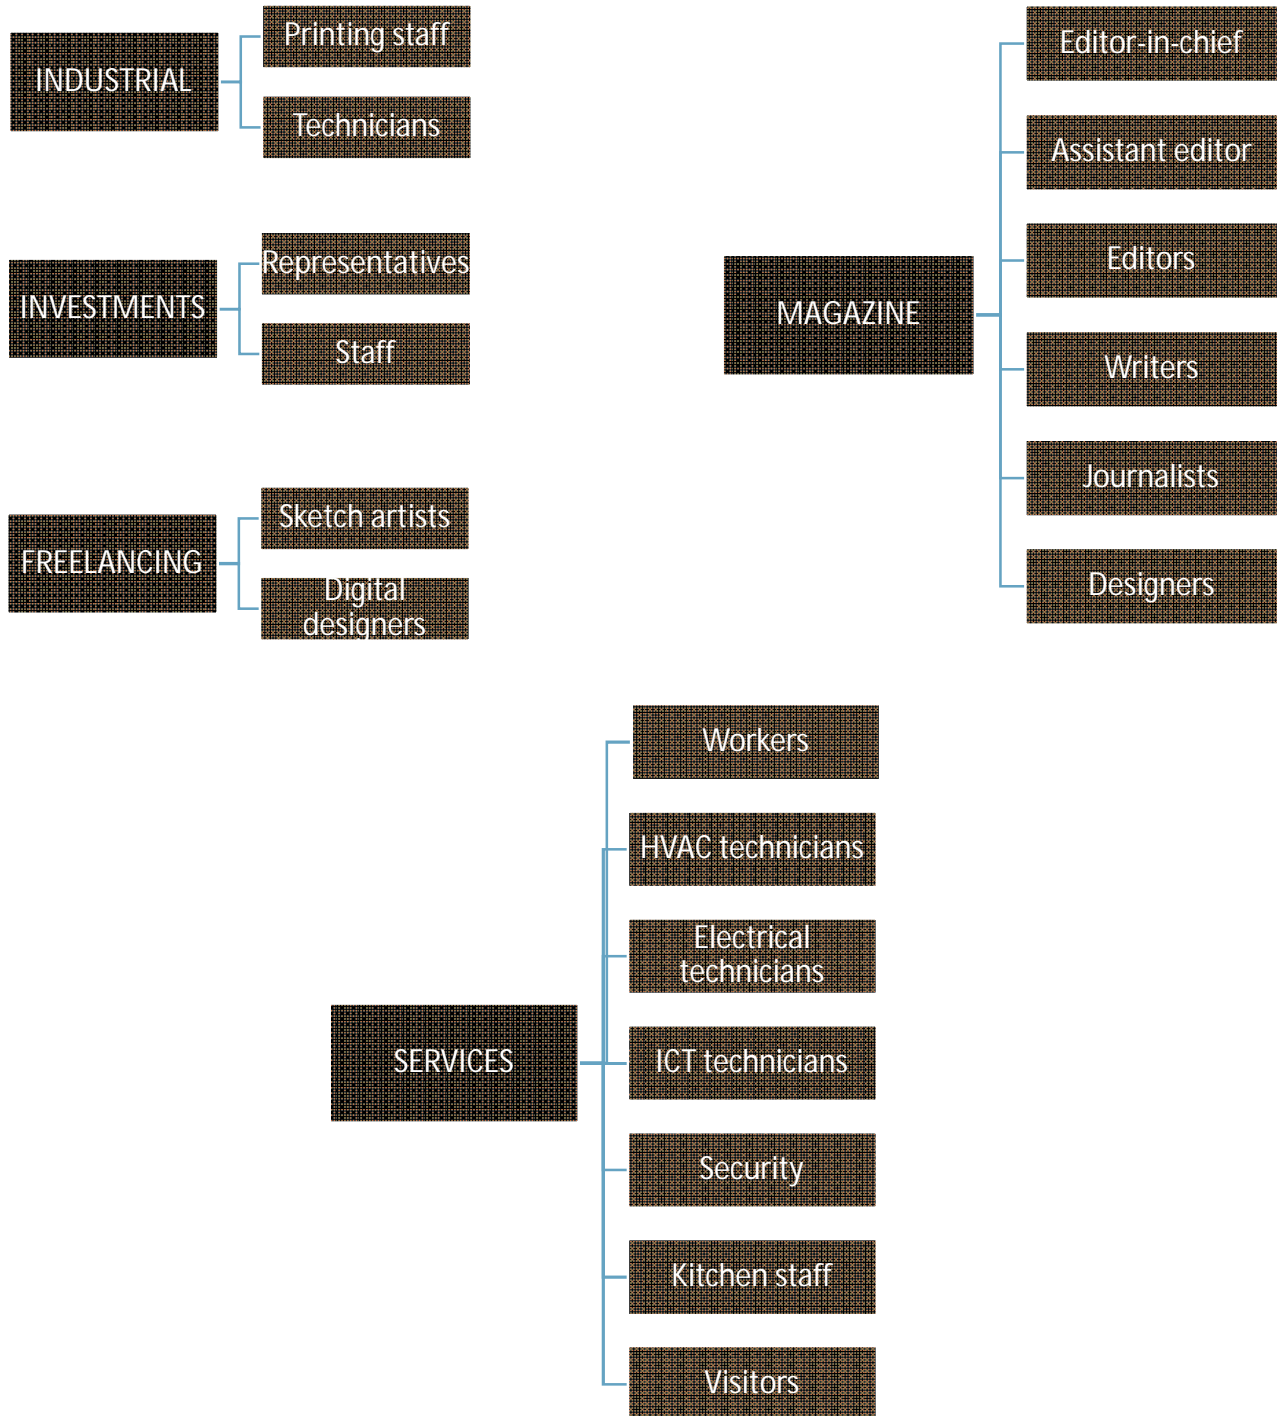 INDUSTRIAL
Printing staff
Technicians
INVESTMENTS
Representatives
Staff
FREELANCING
Sketch artists
Digital
designers
MAGAZINE
Editor-in-chief
Assistant editor
Editors
Writers
Journalists
Designers
SERVICES
Workers
HVAC technicians
Electrical
technicians
ICT technicians
Security
Kitchen staff
Visitors